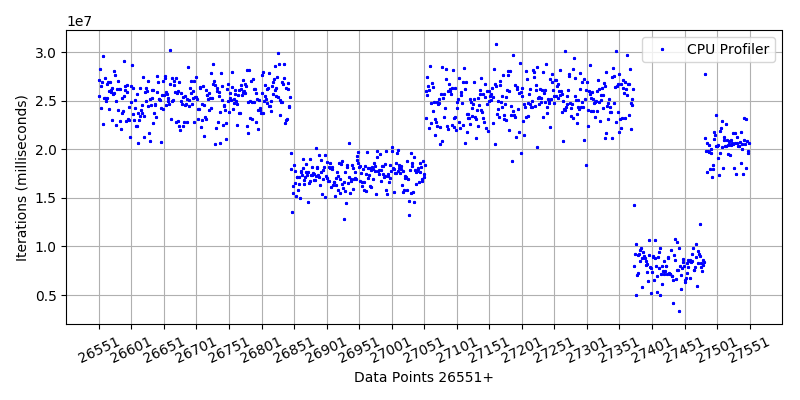 1e7
CPU Profiler
3.0
2.5
2.0
1.5
1.0
0.5
Iterations (milliseconds)
26551 26601 26651 26701 26751 26801 26851 26901 26951 27001 27051 27101 27151 27201 27251 27301 27351 27401 27451 27501 27551
Data Points 26551+